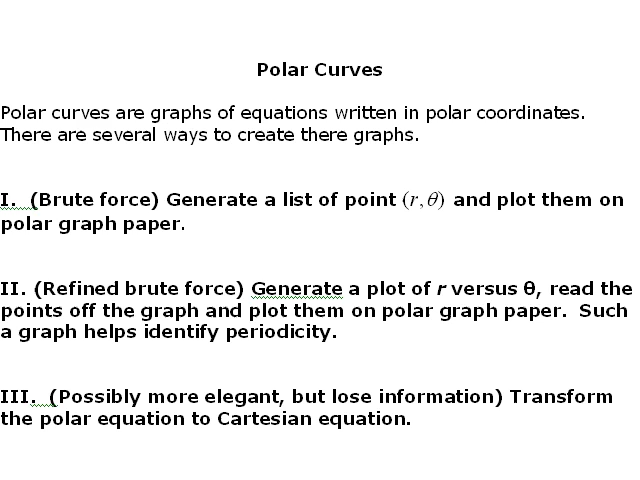 Polar Curves
Polar curves are graphs of equations written in polar coordinates.
There are several ways to create there graphs.
I.  (Brute force) Generate a list of point (r, θ) and plot them on
polar graph paper.
II. (Refined brute force) Generate a plot of r versus θ, read the
points off the graph and plot them on polar graph paper.  Such
a graph helps identify periodicity.
III.  (Possibly more elegant, but lose information) Transform
the polar equation to Cartesian equation.